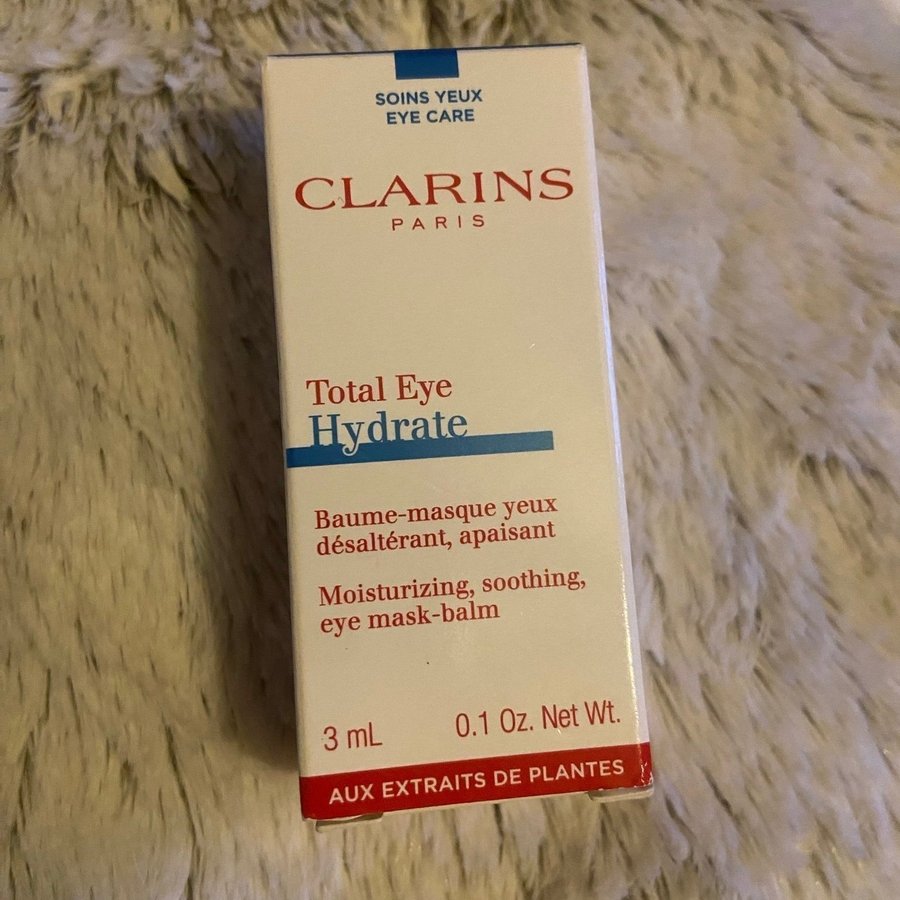 SOINS YEUX
EYE CARE
CLARINS
PARIS
Total Eye
Hydrate
Baume-masque yeux
désaltérant, apaisant
Moisturizing, soothing,
eye mask-balm
3 mL 0.1 Oz. Net Wt.
AUX EXTRAITS DE PLANTES